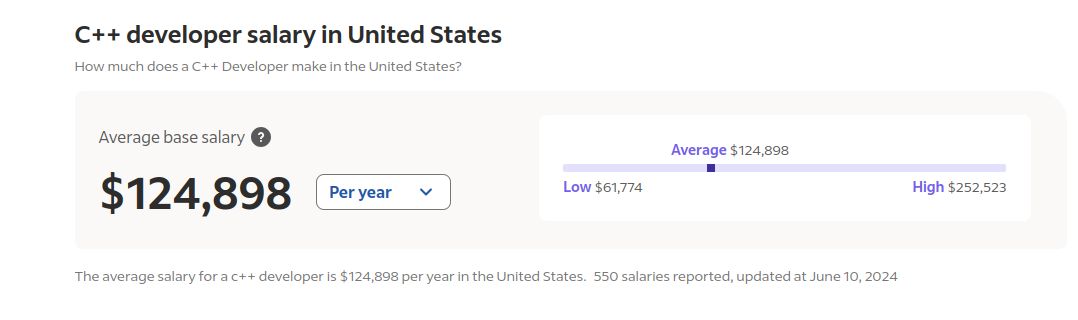 C++ developer salary in United States
How much does a C++ Developer make in the United States?
Average base salary ?
$124,898 Per year
Average $124,898
Low $61,774 High $252,523
The average salary for a c++ developer is $124,898 per year in the United States. 550 salaries reported, updated at June 10, 2024